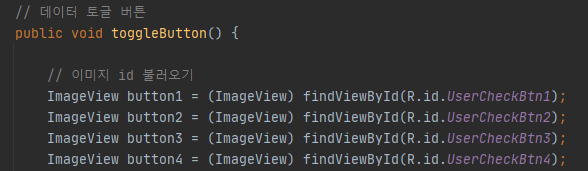 // 데이터 토글 버튼
public void toggleButton() {
// 이미지 id 불러오기
ImageView button1 = (ImageView) findViewById(R.id.UserCheckBtn1);
ImageView button2 = (ImageView) findViewById(R.id.UserCheckBtn2);
ImageView button3 = (ImageView) findViewById(R.id.UserCheckBtn3);
ImageView button4 = (ImageView) findViewById(R.id.UserCheckBtn4);